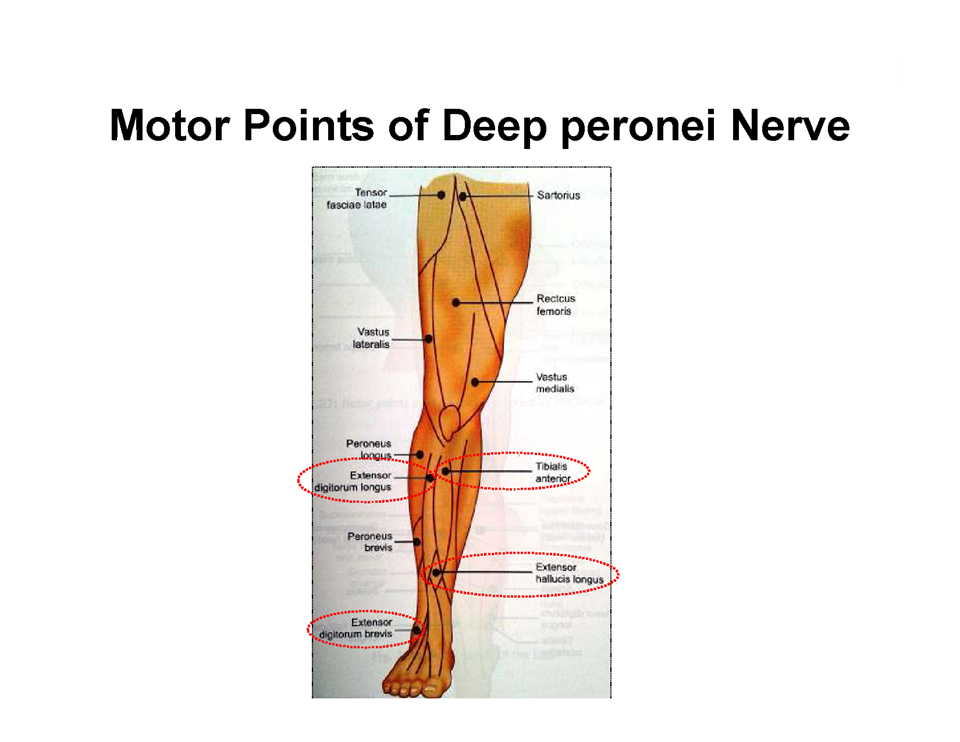 Motor Points of Deep peronei Nerve
Tensor
fasciae latae
Sartorius
Rectcus
femoris
Vastus
lateralis
Vastus
medialis
Peroneus
longus
Tibialis
anterior
Extensor
digitorum longus
Peroneus
brevis
Extensor
hallucis longus
Extensor
digitorum brevis